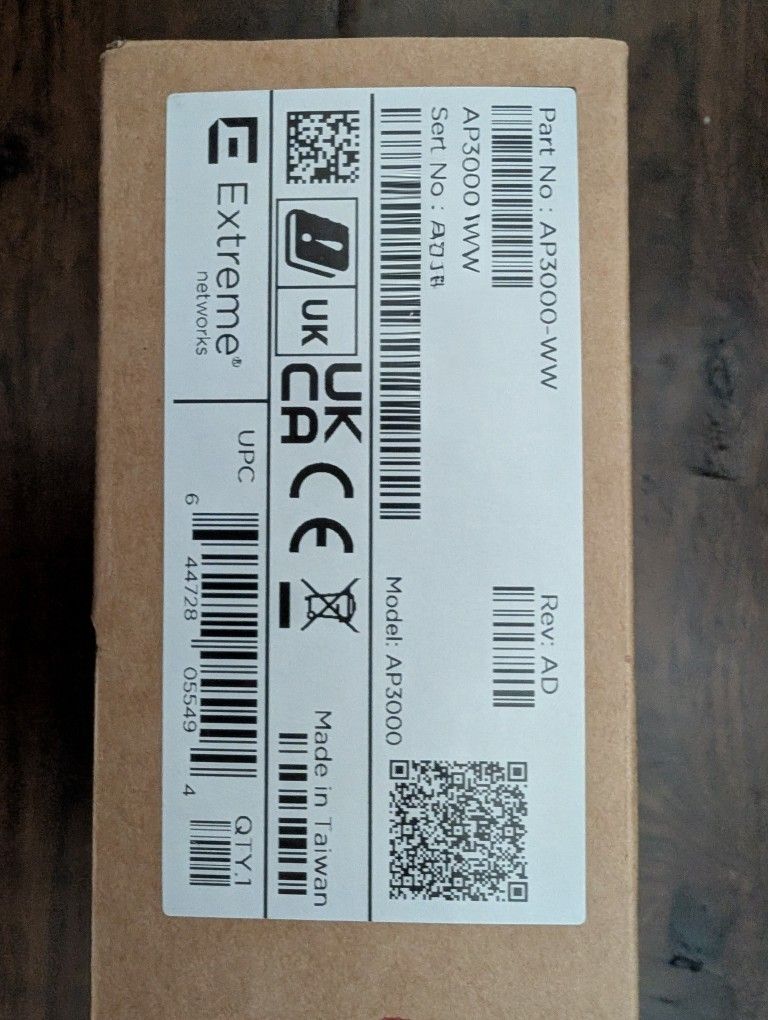 Part No : AP3000-WW
Rev: AD
AP3000 WW
Serl No :
Model: AP3000
UK
UK
CA
CE
Made in Taiwan
Extreme®
networks
UPC
6 44728 05549 4
QTY.1